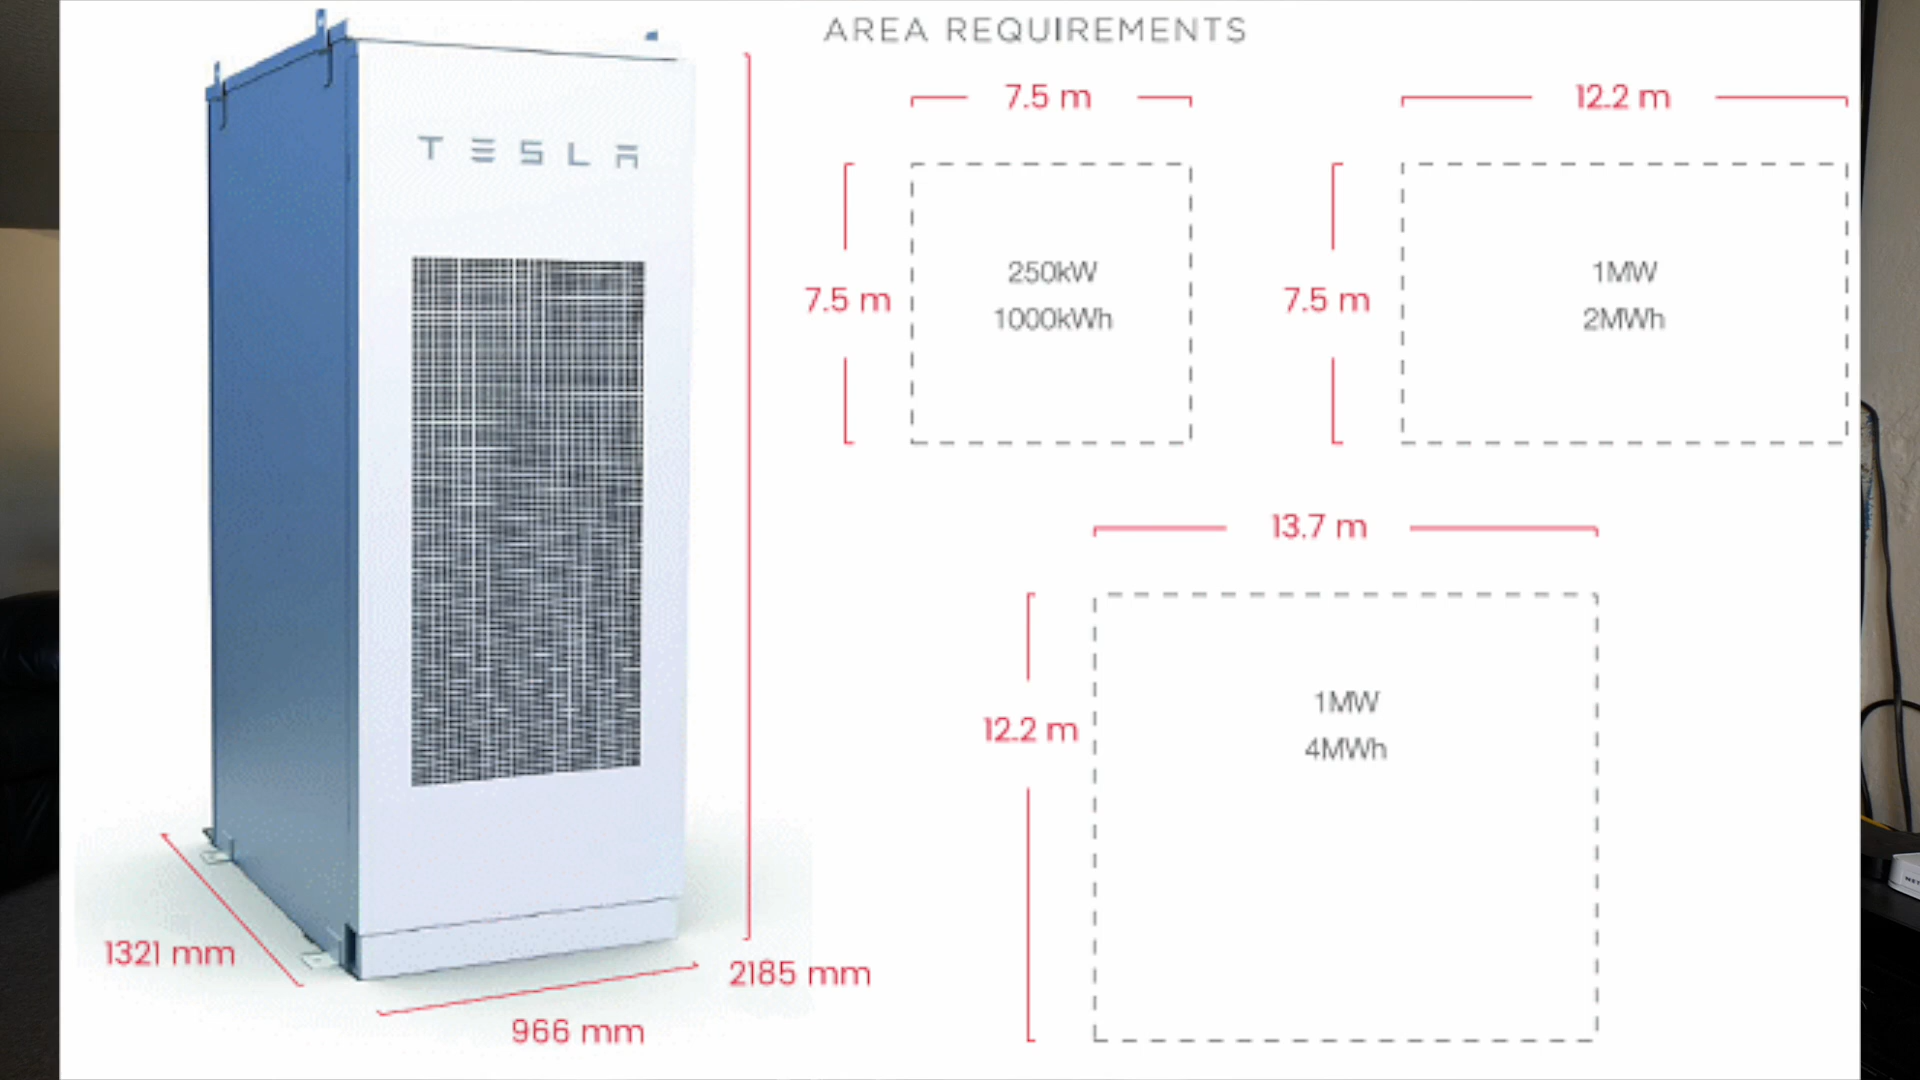 TESLA
1321 mm
966 mm
2185 mm
AREA REQUIREMENTS
7.5 m
7.5 m
250kW
1000kWh
12.2 m
7.5 m
1MW
2MWh
13.7 m
12.2 m
1MW
4MWh